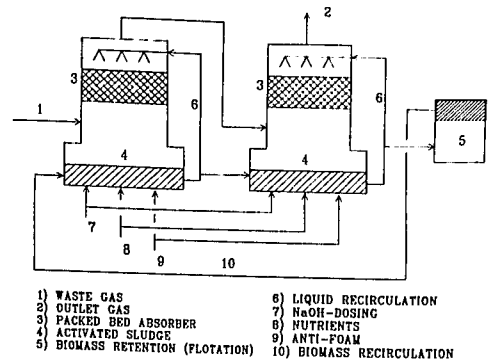 2
3
3
1
6
6
5
4
4
7
8
9
10
1) WASTE GAS
2) OUTLET GAS
3) PACKED BED ABSORBER
4) ACTIVATED SLUDGE
5) BIOMASS RETENTION (FLOTATION)
6) LIQUID RECIRCULATION
7) NaOH-DOSING
8) NUTRIENTS
9) ANTI-FOAM
10) BIOMASS RECIRCULATION